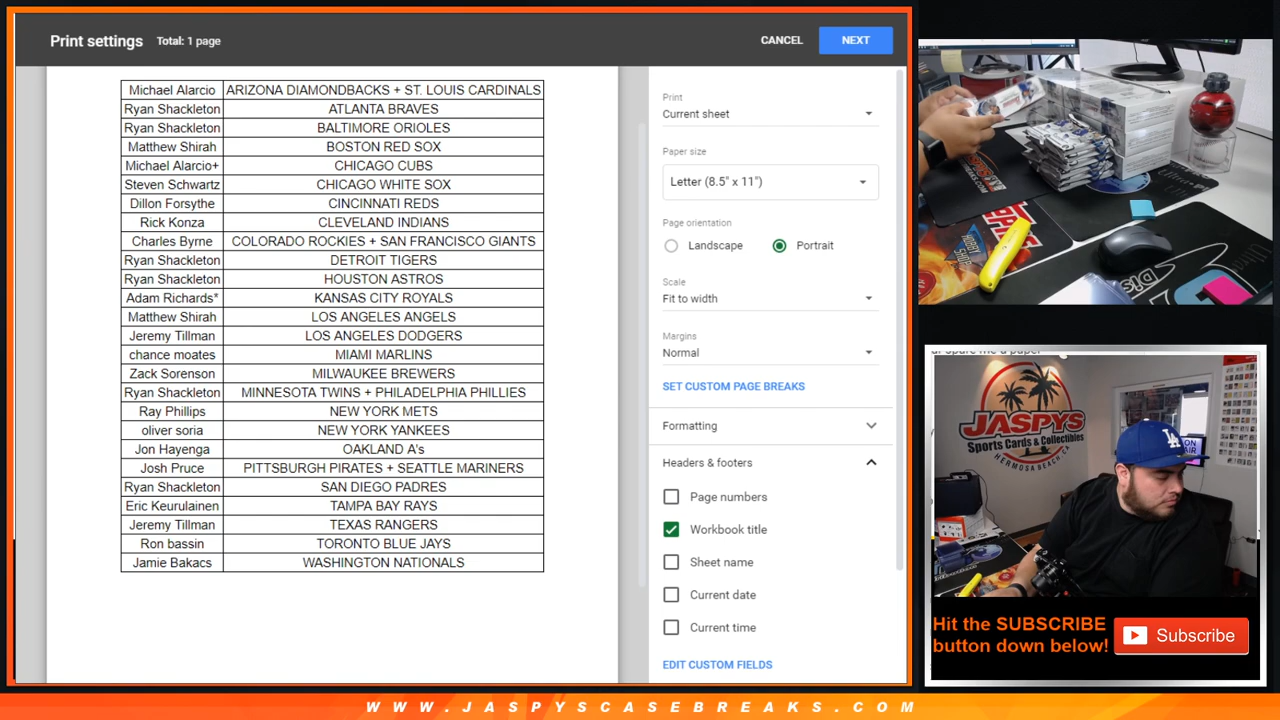 Print settings Total: 1 page
CANCEL NEXT
Michael Alarcio ARIZONA DIAMONDBACKS + ST. LOUIS CARDINALS
Ryan Shackleton ATLANTA BRAVES
Ryan Shackleton BALTIMORE ORIOLES
Matthew Shirah BOSTON RED SOX
Michael Alarcio+ CHICAGO CUBS
Steven Schwartz CHICAGO WHITE SOX
Dillon Forsythe CINCINNATI REDS
Rick Konza CLEVELAND INDIANS
Charles Byrne COLORADO ROCKIES + SAN FRANCISCO GIANTS
Ryan Shackleton DETROIT TIGERS
Ryan Shackleton HOUSTON ASTROS
Adam Richards* KANSAS CITY ROYALS
Matthew Shirah LOS ANGELES ANGELS
Jeremy Tillman LOS ANGELES DODGERS
chance moates MIAMI MARLINS
Zack Sorenson MILWAUKEE BREWERS
Ryan Shackleton MINNESOTA TWINS + PHILADELPHIA PHILLIES
Ray Phillips NEW YORK METS
oliver soria NEW YORK YANKEES
Jon Hayenga OAKLAND A's
Josh Pruce PITTSBURGH PIRATES + SEATTLE MARINERS
Ryan Shackleton SAN DIEGO PADRES
Eric Keurulainen TAMPA BAY RAYS
Jeremy Tillman TEXAS RANGERS
Ron bassin TORONTO BLUE JAYS
Jamie Bakacs WASHINGTON NATIONALS
Print
Current sheet
Paper size
Letter (8.5" x 11")
Page orientation
Landscape Portrait
Scale
Fit to width
Margins
Normal
SET CUSTOM PAGE BREAKS
Formatting
Headers & footers
Page numbers
Workbook title
Sheet name
Current date
Current time
EDIT CUSTOM FIELDS
HOBBY
SHOP
JASPYS
Sports Cards & Collectibles
HERMOSA BEACH, CA
ON
AIR
LA
Hit the SUBSCRIBE
button down below!
Subscribe
WWW.JASPYSCASEBREAKS.COM